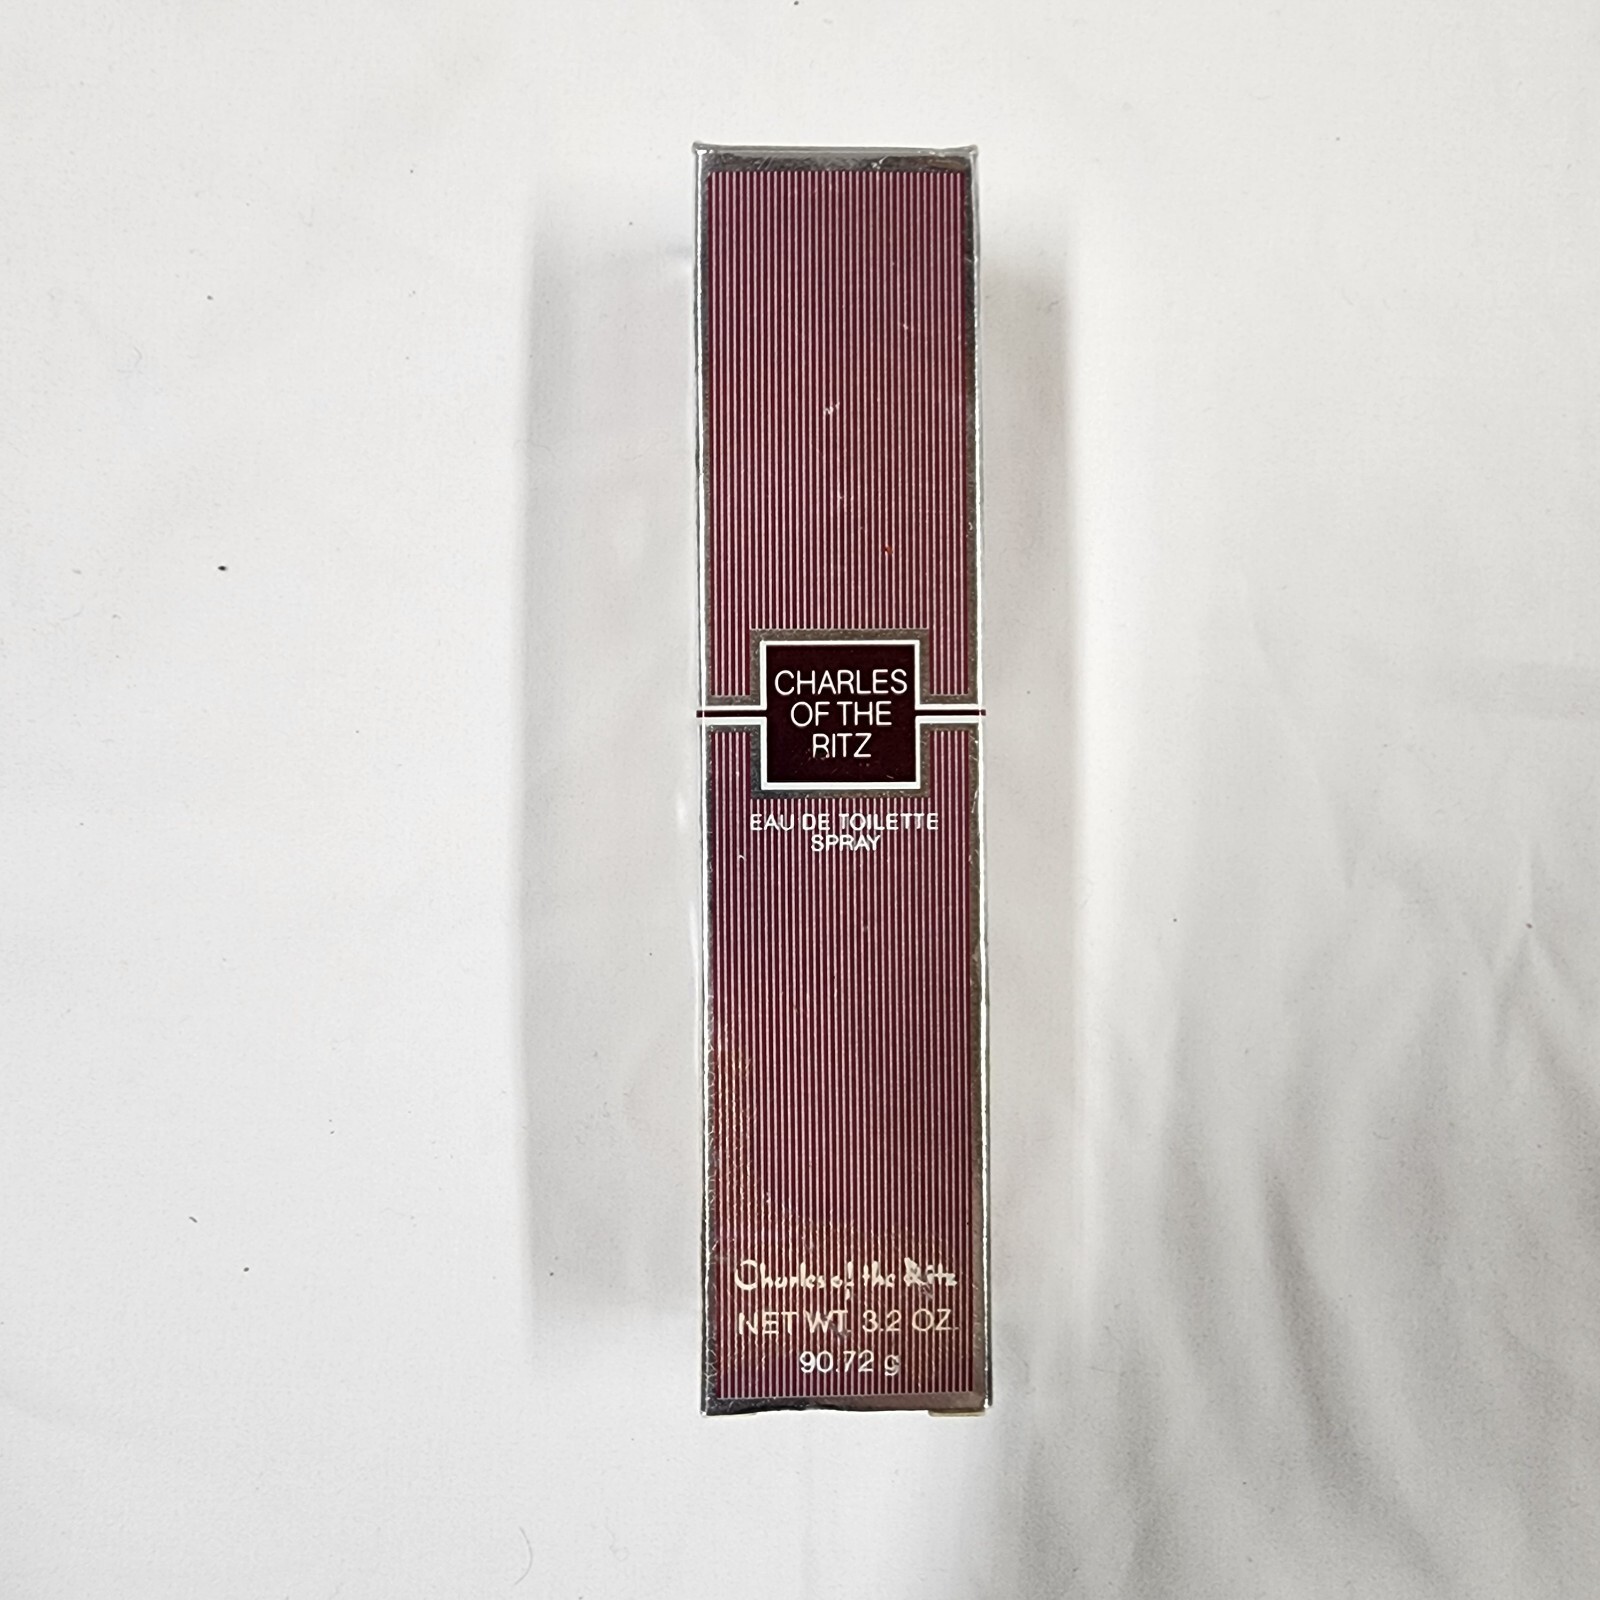 CHARLES
OF THE
RITZ
EAU DE TOILETTE
SPRAY
Charles of the Ritz
NET WT. 3.2 OZ.
90.72 g